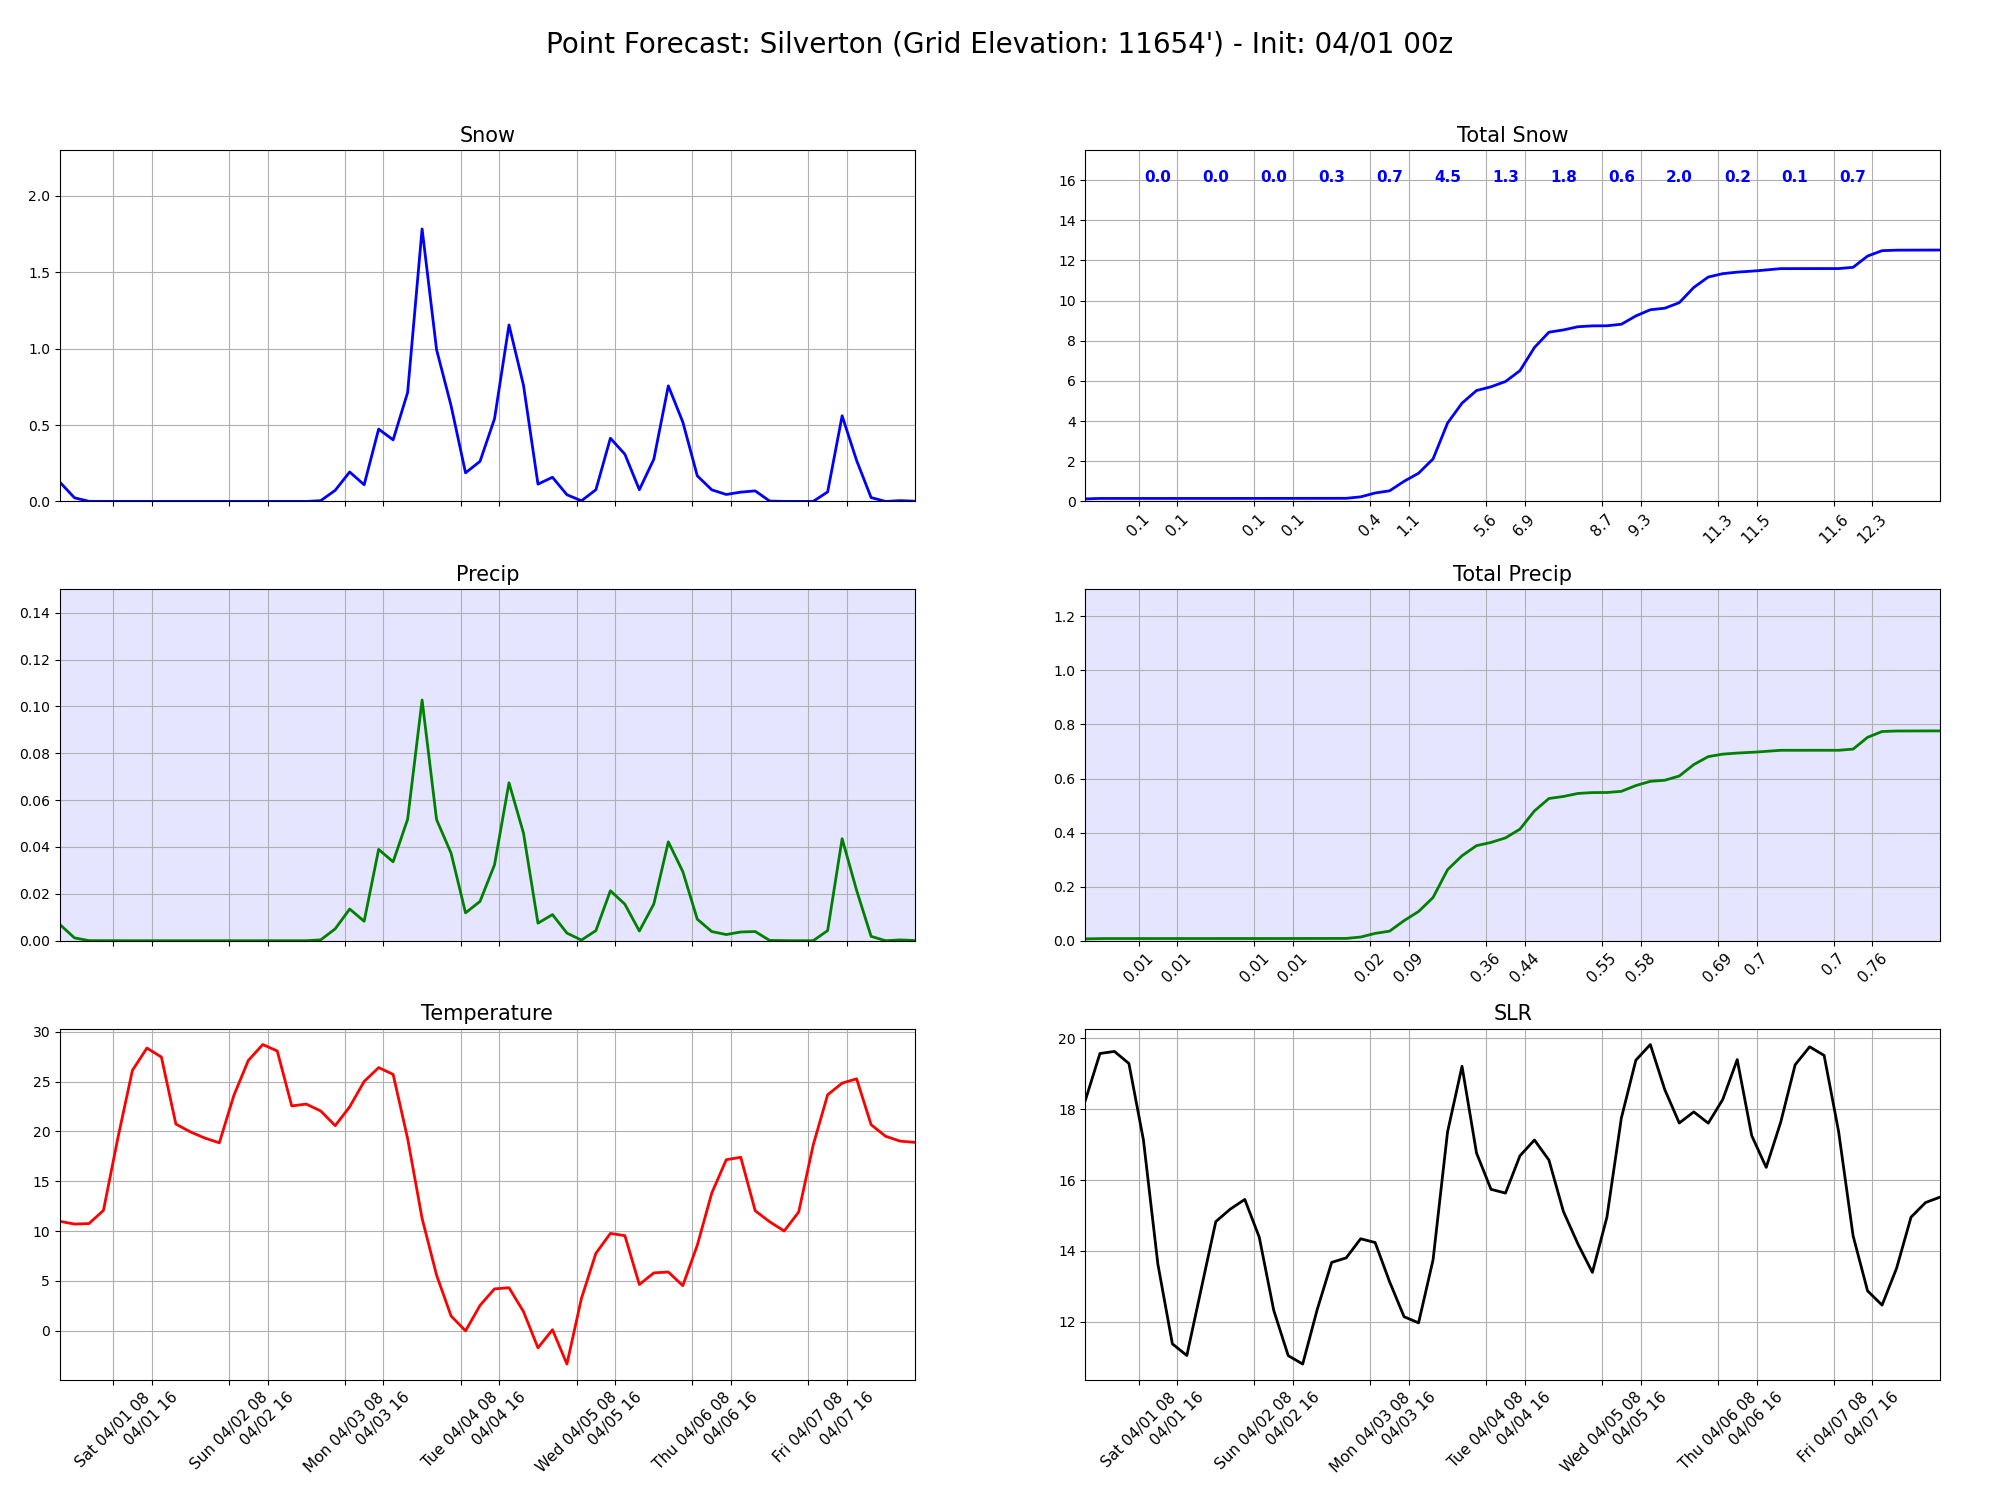 Point Forecast: Silverton (Grid Elevation: 11654') - Init: 04/01 00z
Snow
2.0
1.5
1.0
0.5
0.0
Total Snow
0.0 0.0 0.0 0.3 0.7 4.5 1.3 1.8 0.6 2.0 0.2 0.1 0.7
16
14
12
10
8
6
4
2
0
0.1 0.1 0.1 0.1 0.4 1.1 5.6 6.9 8.7 9.3 11.3 11.5 11.6 12.3
Precip
0.14
0.12
0.10
0.08
0.06
0.04
0.02
0.00
Total Precip
1.2
1.0
0.8
0.6
0.4
0.2
0.0
0.01 0.01 0.01 0.01 0.02 0.09 0.36 0.44 0.55 0.58 0.69 0.7 0.7 0.76
Temperature
30
25
20
15
10
5
0
Sat 04/01 08
04/01 16
Sun 04/02 08
04/02 16
Mon 04/03 08
04/03 16
Tue 04/04 08
04/04 16
Wed 04/05 08
04/05 16
Thu 04/06 08
04/06 16
Fri 04/07 08
04/07 16
SLR
20
18
16
14
12
Sat 04/01 08
04/01 16
Sun 04/02 08
04/02 16
Mon 04/03 08
04/03 16
Tue 04/04 08
04/04 16
Wed 04/05 08
04/05 16
Thu 04/06 08
04/06 16
Fri 04/07 08
04/07 16